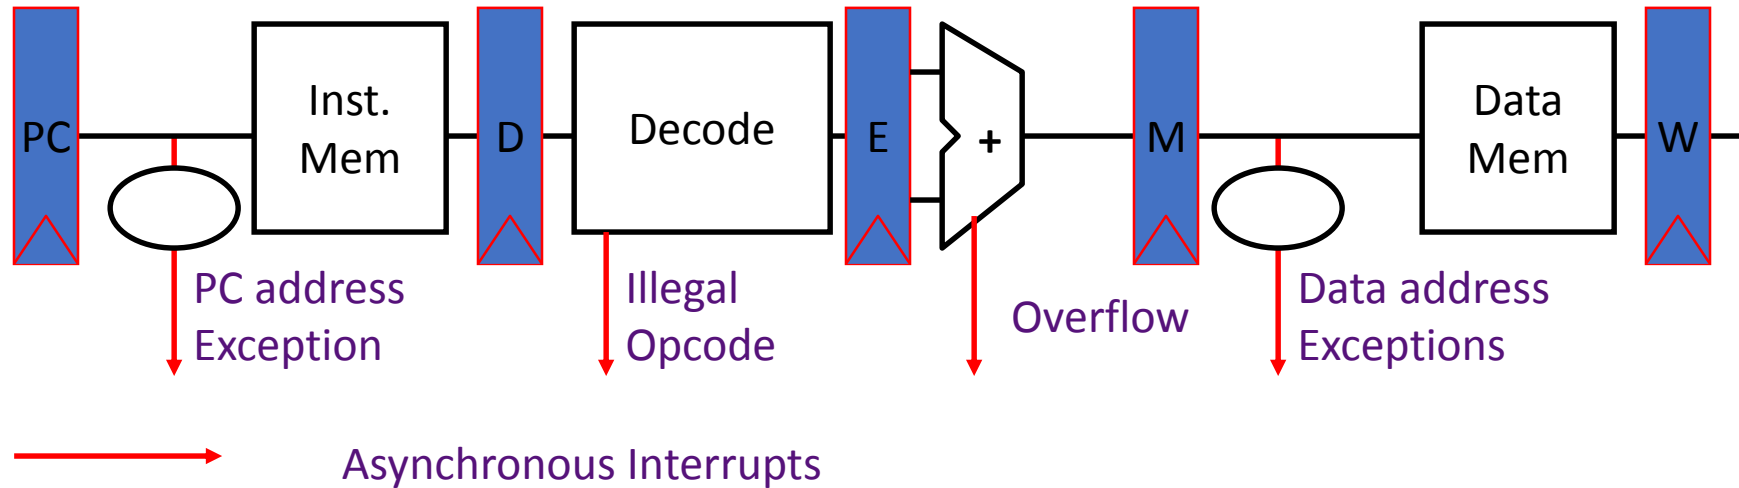 PC
Inst.
Mem
D
Decode
E
+
M
Data
Mem
W
PC address
Exception
Illegal
Opcode
Overflow
Data address
Exceptions
Asynchronous Interrupts